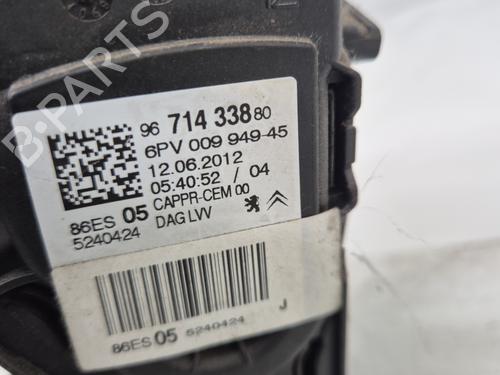 96 714 338 80
6PV 009 949-45
12.06.2012
05:40:52 / 04
CAPPR-CEM 00
DAG LVV
86ES 05
5240424
86ES 05 5240424 J